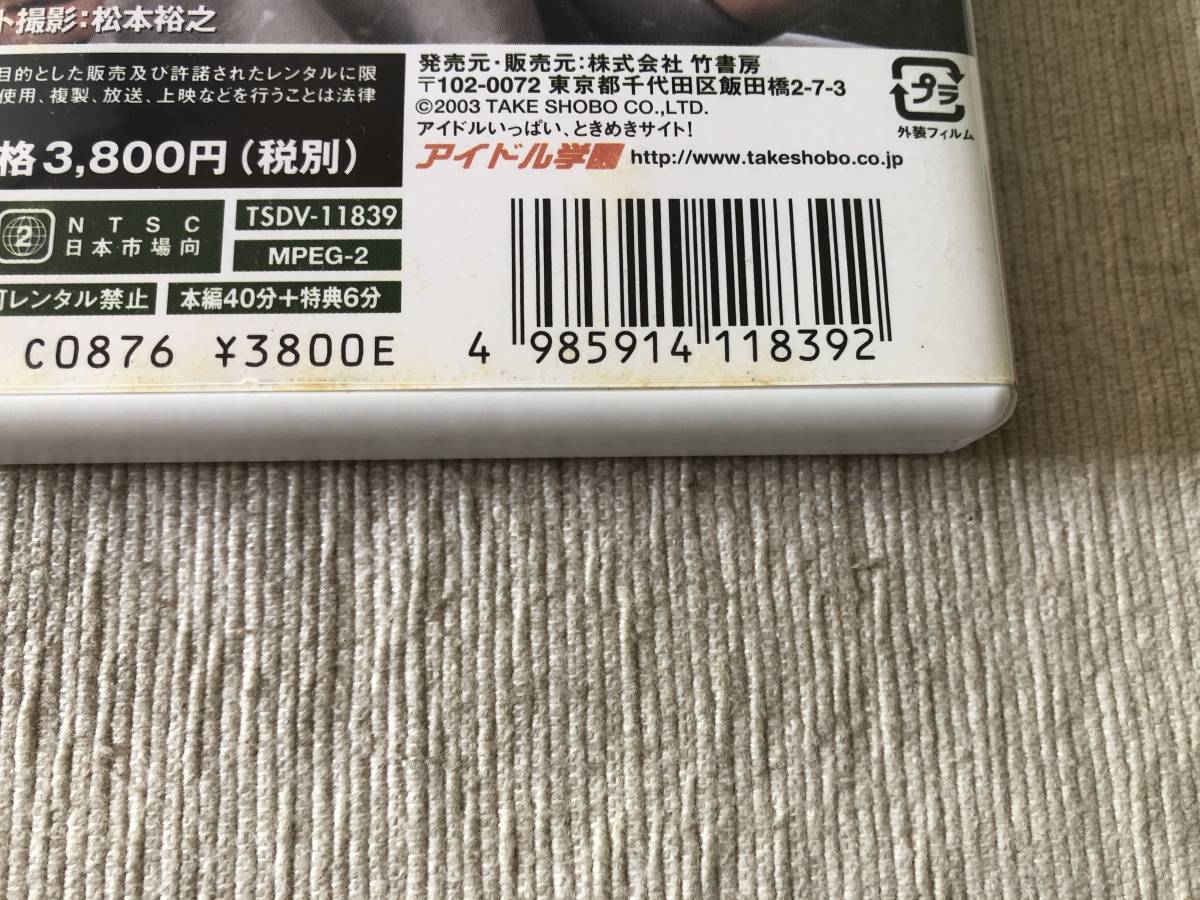 ト撮影:松本裕之
目的とした販売及び許諾されたレンタルに限
使用、複製、放送、上映などを行うことは法律
格3,800円(税別)
2
NTSC
日本市場向
TSDV-11839
MPEG-2
レンタル禁止
本編40分+特典6分
C0876 ¥3800E
発売元・販売元:株式会社 竹書房
〒102-0072 東京都千代田区飯田橋2-7-3
©2003 TAKE SHOBO CO.,LTD.
アイドルいっぱい、ときめきサイト!
アイドル学園 http://www.takeshobo.co.jp
プラ
外装フィルム
4 985914 118392